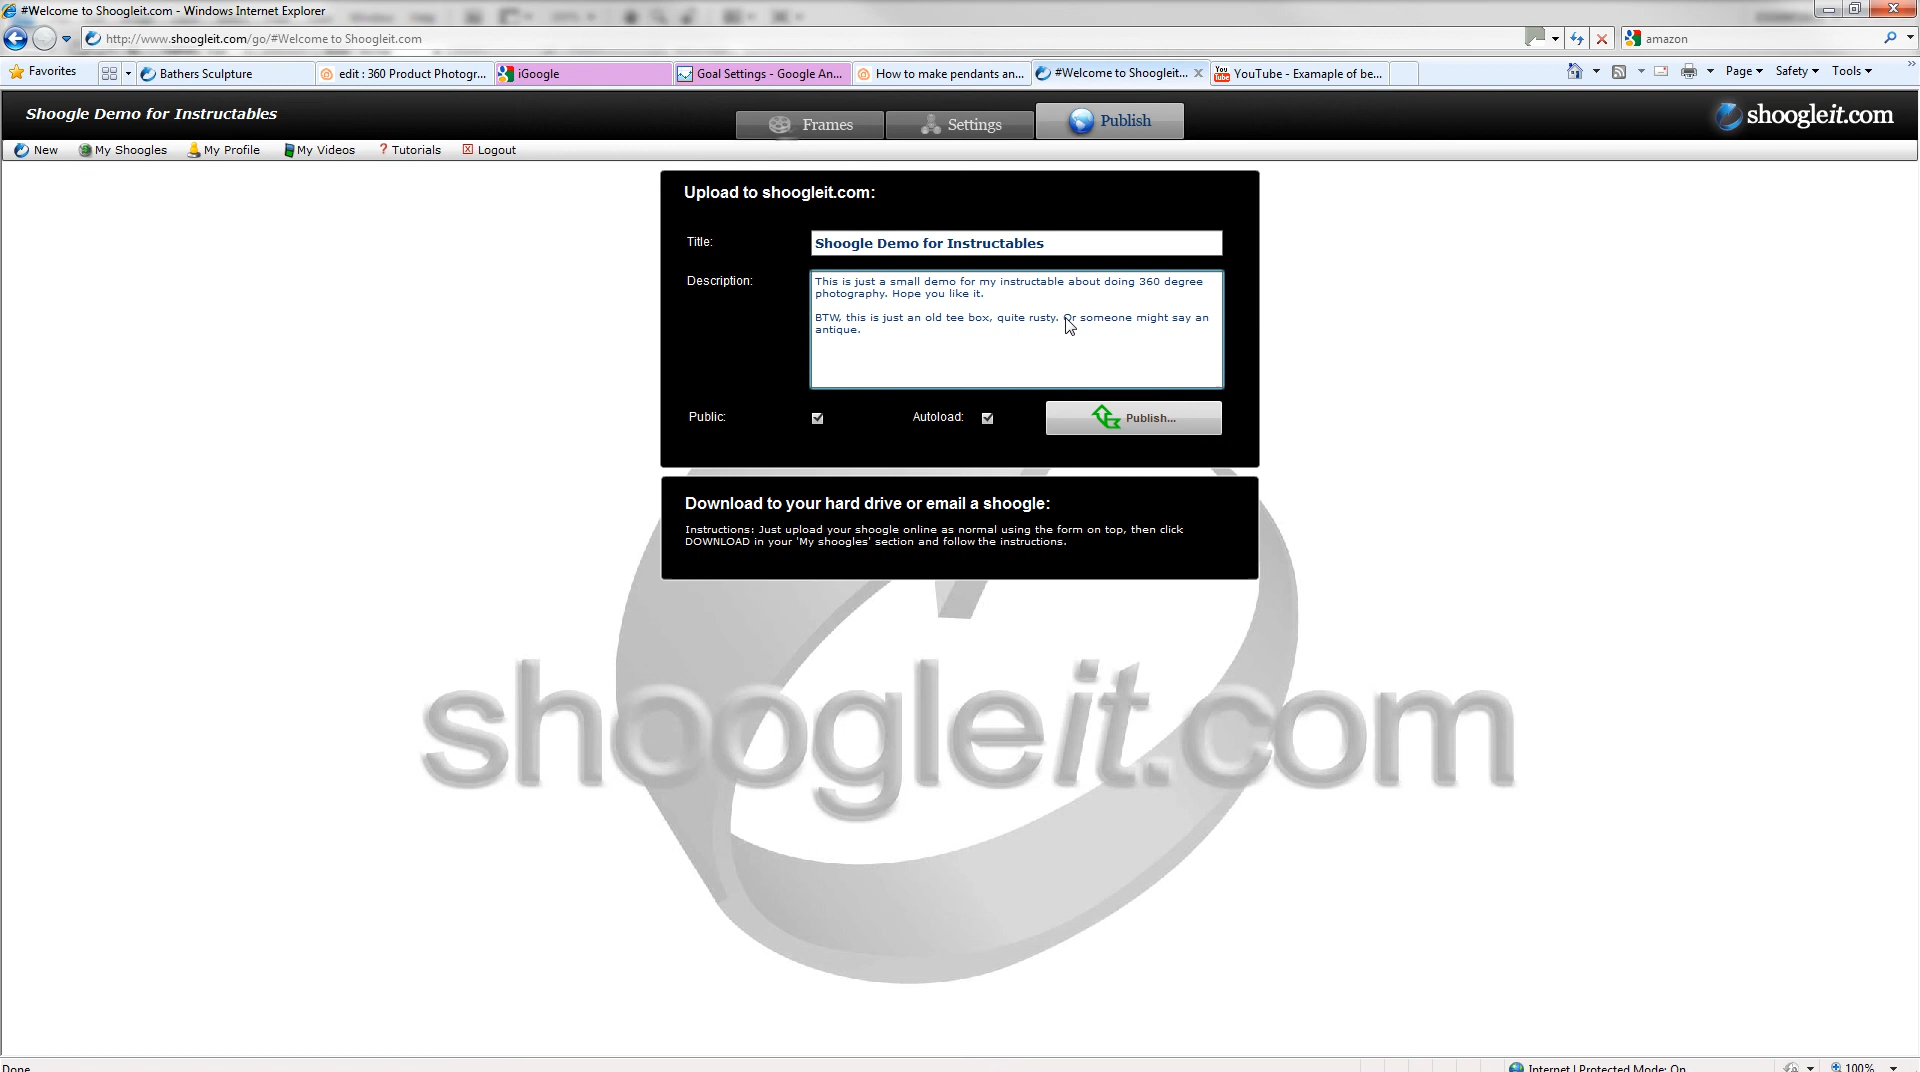 #Welcome to Shoogleit.com - Windows Internet Explorer
http://www.shoogleit.com/go/#Welcome to Shoogleit.com
amazon
Favorites
Bathers Sculpture
edit : 360 Product Photogr...
iGoogle
Goal Settings - Google An...
How to make pendants an...
#Welcome to Shoogleit...
You Tube
YouTube - Examaple of be...
Page
Safety
Tools
»
Shoogle Demo for Instructables
Frames
Settings
Publish
shoogleit.com
New
My Shoogles
My Profile
My Videos
? Tutorials
Logout
Upload to shoogleit.com:
Title:
Shoogle Demo for Instructables
Description:
This is just a small demo for my instructable about doing 360 degree
photography. Hope you like it.
BTW, this is just an old tee box, quite rusty. Or someone might say an
antique.
Public:
Autoload:
Publish...
Download to your hard drive or email a shoogle:
Instructions: Just upload your shoogle online as normal using the form on top, then click
DOWNLOAD in your 'My shoogles' section and follow the instructions.
shoogleit.com
Done
Internet | Protected Mode: On
100%